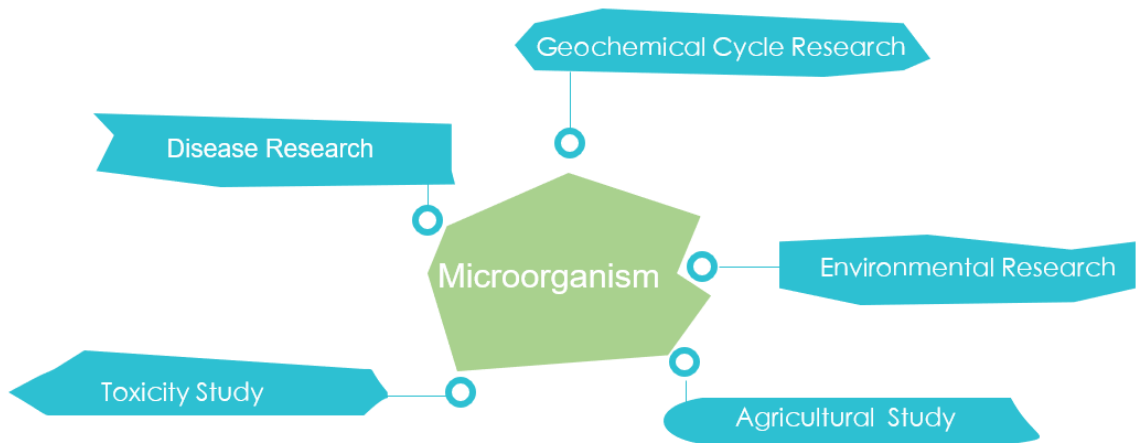 Geochemical Cycle Research
Disease Research
Microorganism
Environmental Research
Toxicity Study
Agricultural Study